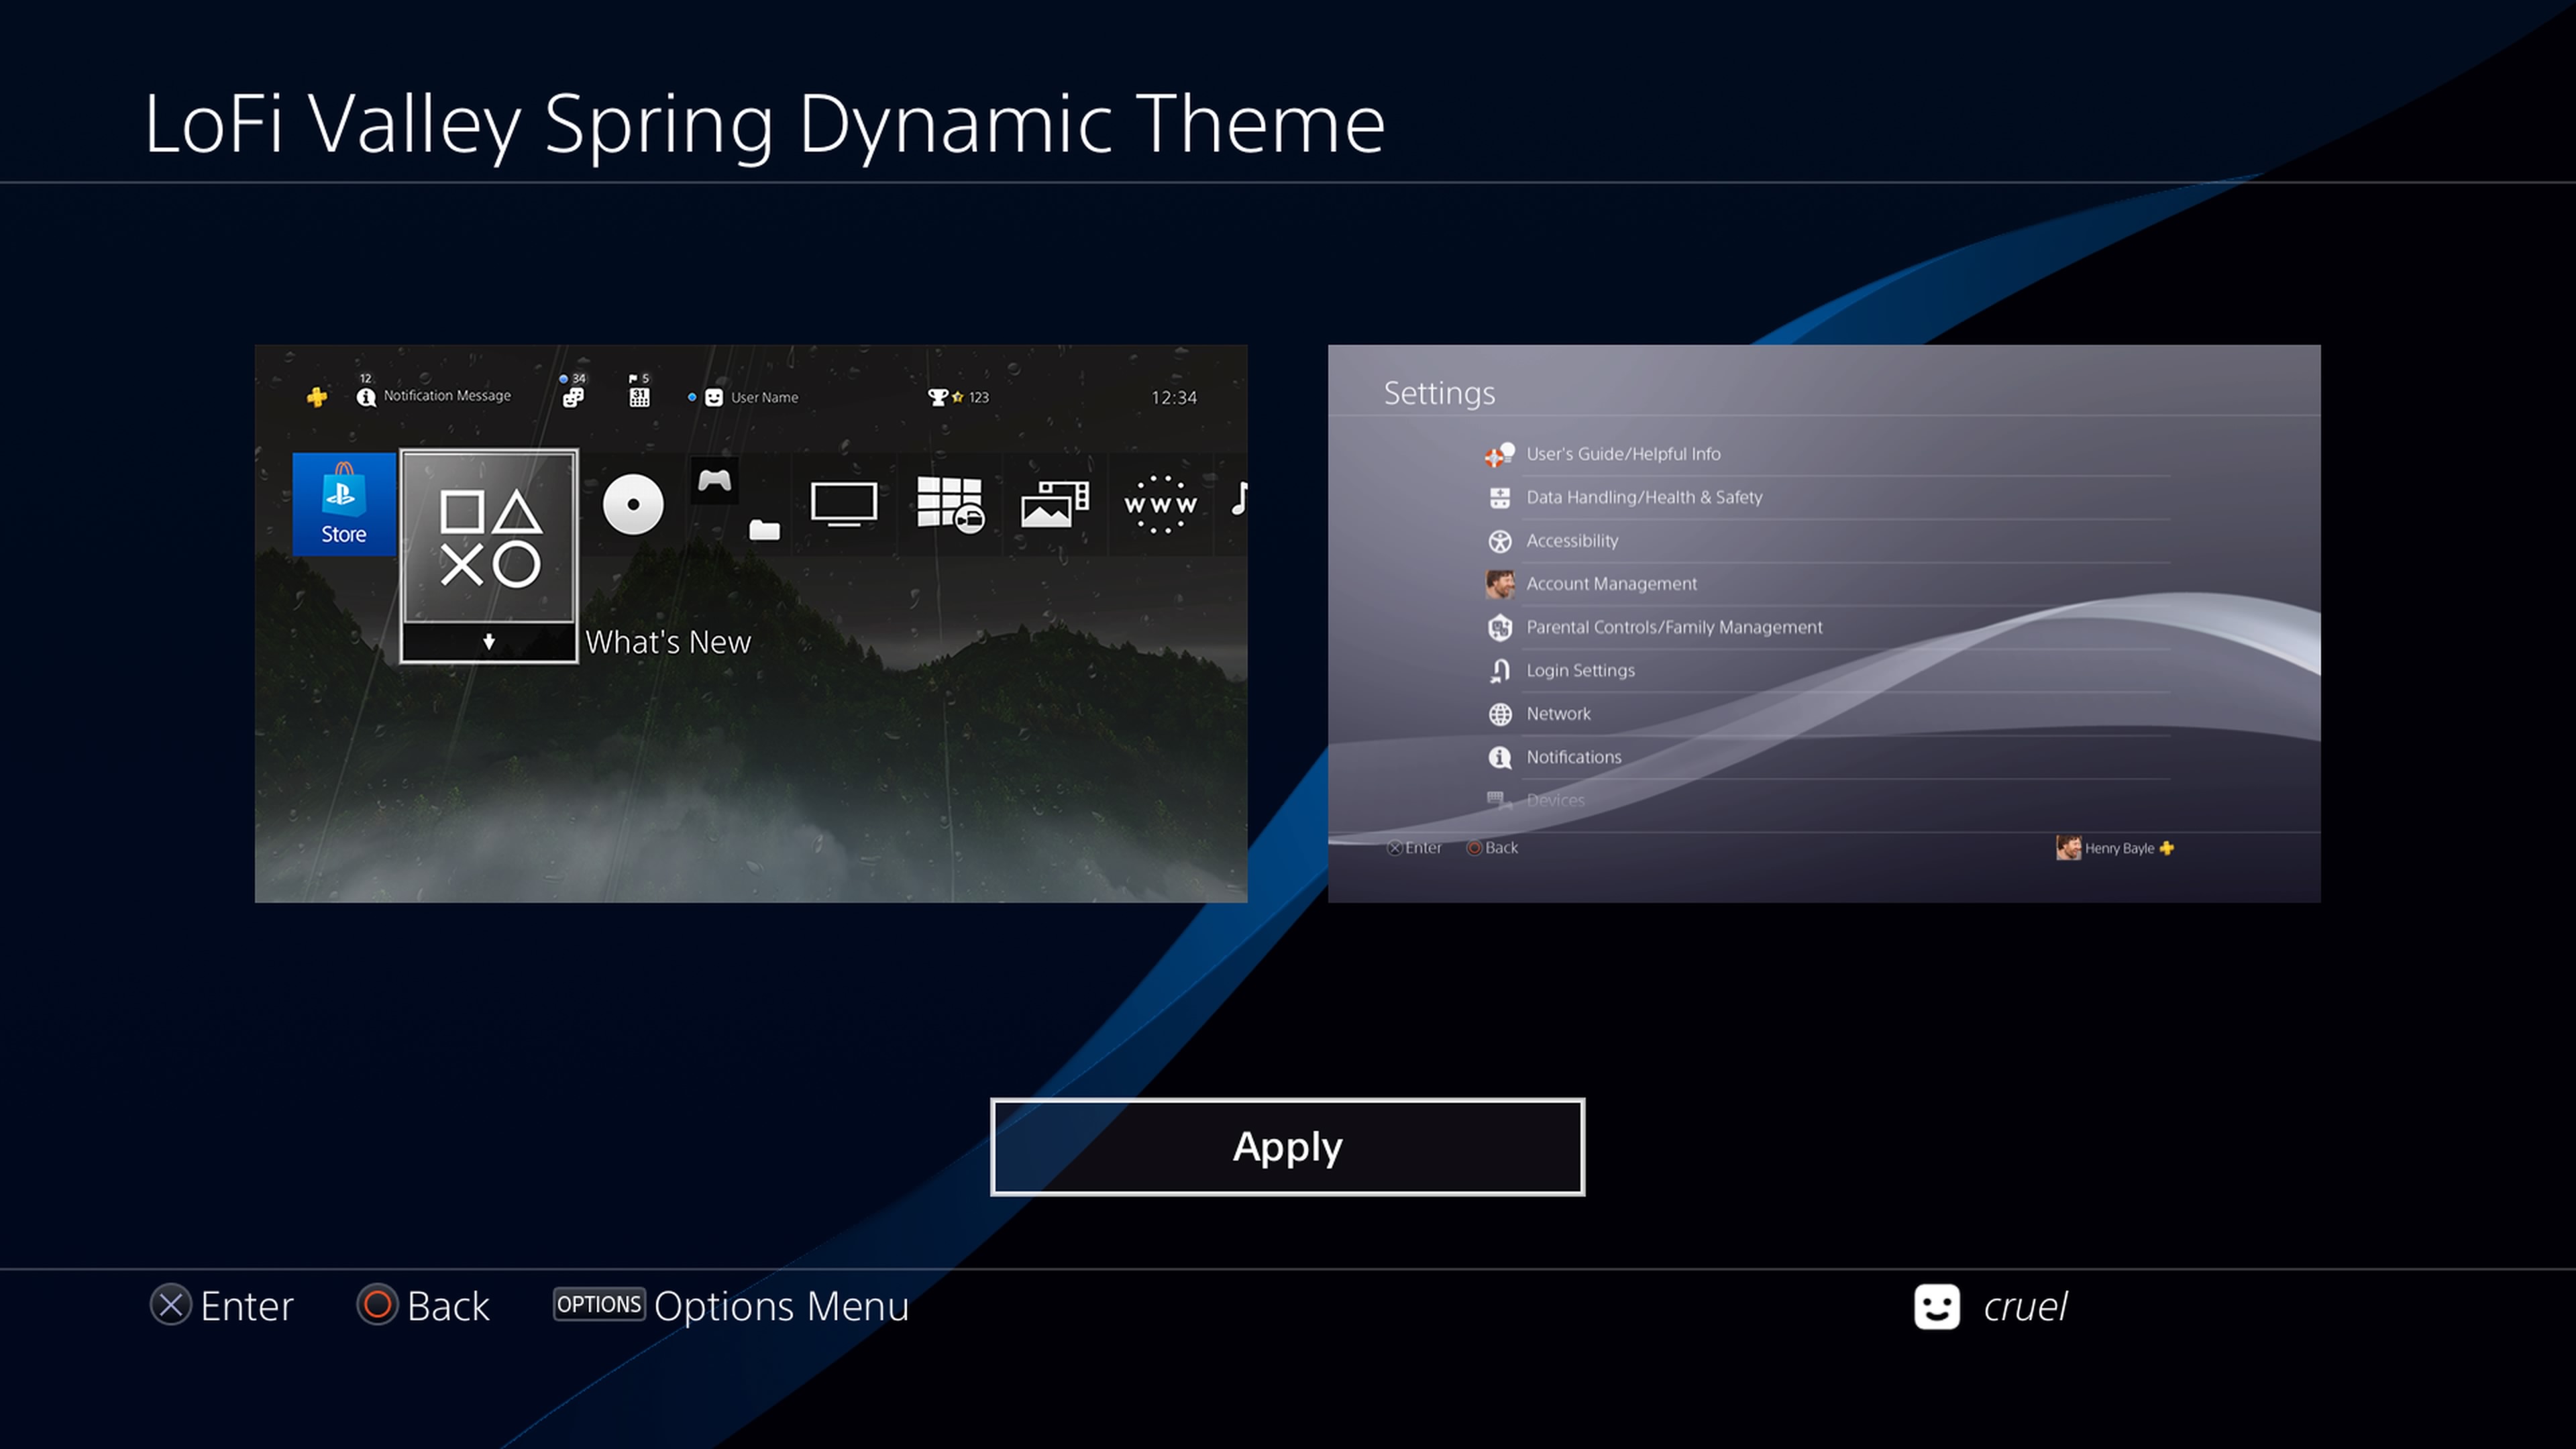 LoFi Valley Spring Dynamic Theme
12
Notification Message
34
5
31
User Name
123
12:34
Store
www
What's New
Settings
User's Guide/Helpful Info
Data Handling/Health & Safety
Accessibility
Account Management
Parental Controls/Family Management
Login Settings
Network
Notifications
Devices
Enter
Back
Henry Bayle
Apply
Enter
Back
OPTIONS Options Menu
cruel